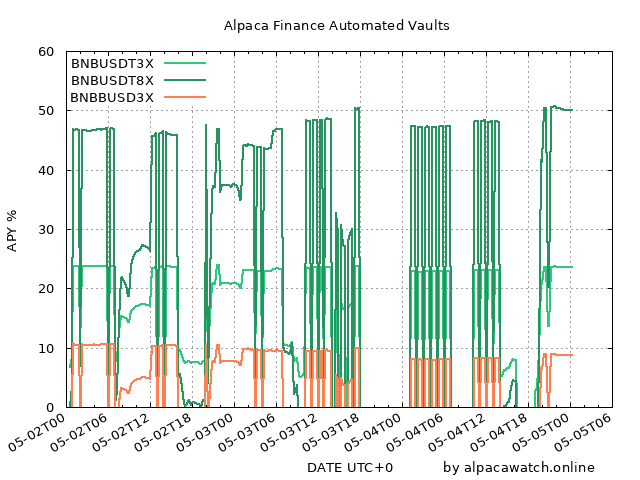 Alpaca Finance Automated Vaults
60
50
40
30
20
10
0
APY %
BNBUSDT3X
BNBUSDT8X
BNBBUSD3X
05-02T00
05-02T06
05-02T12
05-02T18
05-03T00
05-03T06
05-03T12
05-03T18
05-04T00
05-04T06
05-04T12
05-04T18
05-05T00
05-05T06
DATE UTC+0
by alpacawatch.online